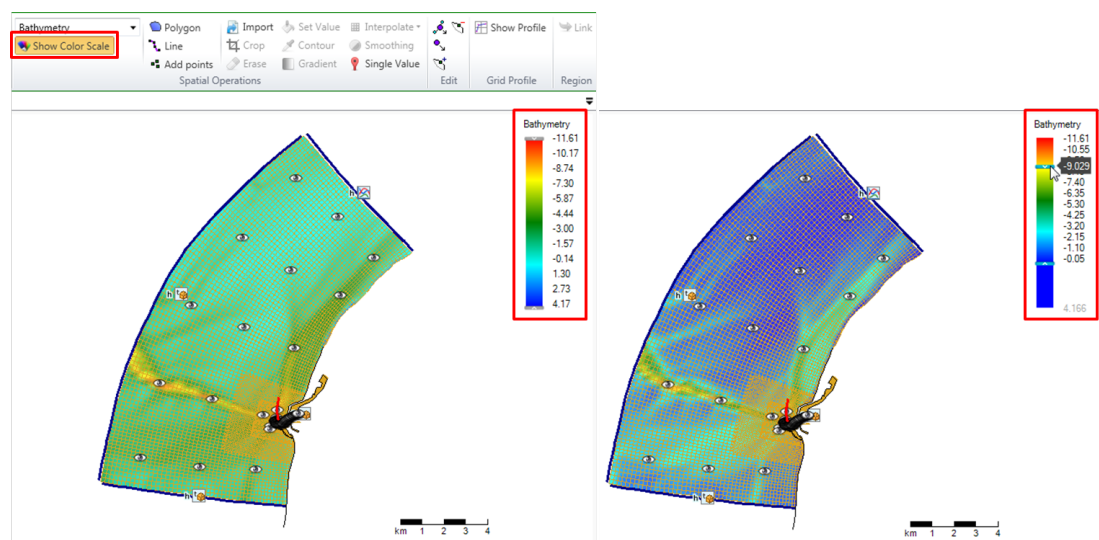 Bathymetry
Show Color Scale
Polygon
Line
Add points
Import
Crop
Erase
Set Value
Contour
Gradient
Interpolate
Smoothing
Single Value
Spatial Operations
Edit
Show Profile
Grid Profile
Link
Region
Bathymetry
-11.61
-10.17
-8.74
-7.30
-5.87
-4.44
-3.00
-1.57
-0.14
1.30
2.73
4.17
h
h
h
km 1 2 3 4
Bathymetry
-11.61
-10.55
-9.029
-7.40
-6.35
-5.30
-4.25
-3.20
-2.15
-1.10
-0.05
4.166
h
h
h
km 1 2 3 4